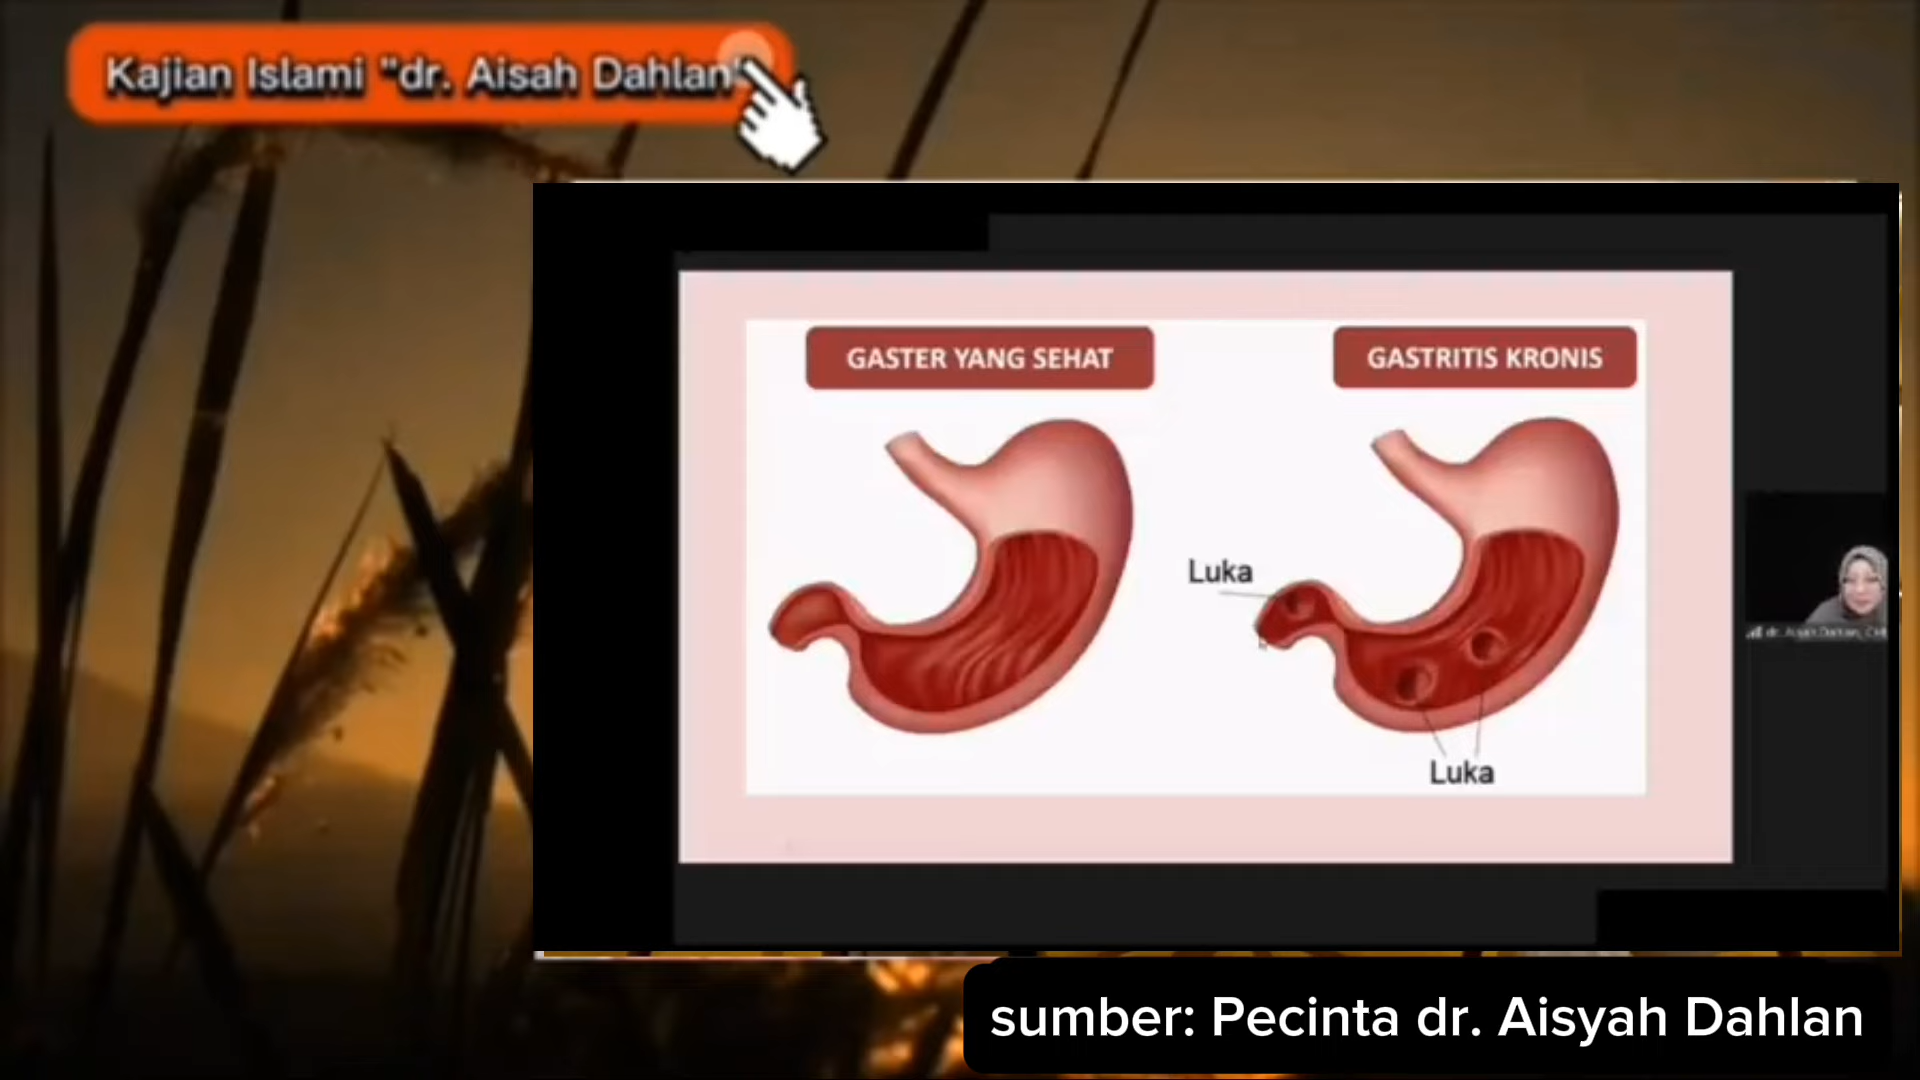 Kajian Islami "dr. Aisah Dahlan"
GASTER YANG SEHAT
GASTRITIS KRONIS
Luka
Luka
sumber: Pecinta dr. Aisyah Dahlan